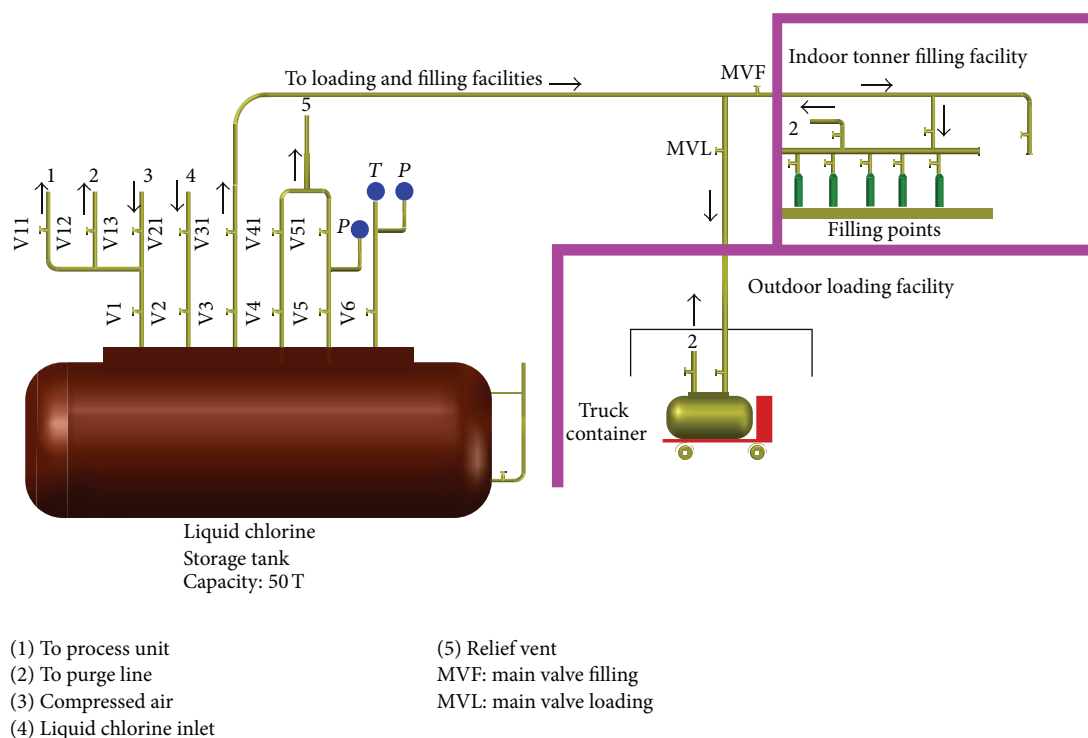 Indoor tonner filling facility
MVF
To loading and filling facilities
5
2
MVL
T
P
1
2
3
4
P
V11
V12
V13
V21
V31
V41
V51
Filling points
Outdoor loading facility
V1
V2
V3
V4
V5
V6
2
Truck
container
Liquid chlorine
Storage tank
Capacity: 50 T
(1) To process unit
(2) To purge line
(3) Compressed air
(4) Liquid chlorine inlet
(5) Relief vent
MVF: main valve filling
MVL: main valve loading